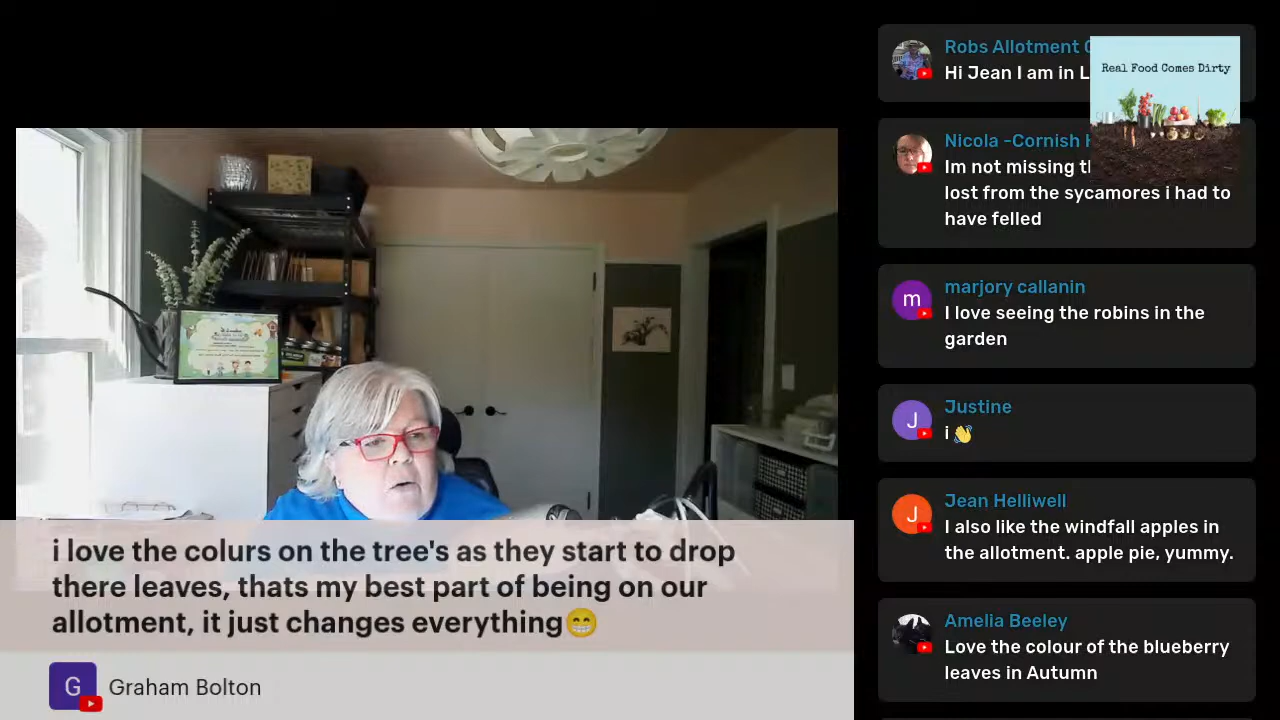 Robs Allotment
Hi Jean I am in
Real Food Comes Dirty
Nicola -Cornish
Im not missing
lost from the sycamores i had to
have felled
marjory callanin
I love seeing the robins in the
garden
Justine
i 👋
Jean Helliwell
I also like the windfall apples in
the allotment. apple pie, yummy.
Amelia Beeley
Love the colour of the blueberry
leaves in Autumn
i love the colurs on the tree's as they start to drop
there leaves, thats my best part of being on our
allotment, it just changes everything😁
G
Graham Bolton
m
J
J